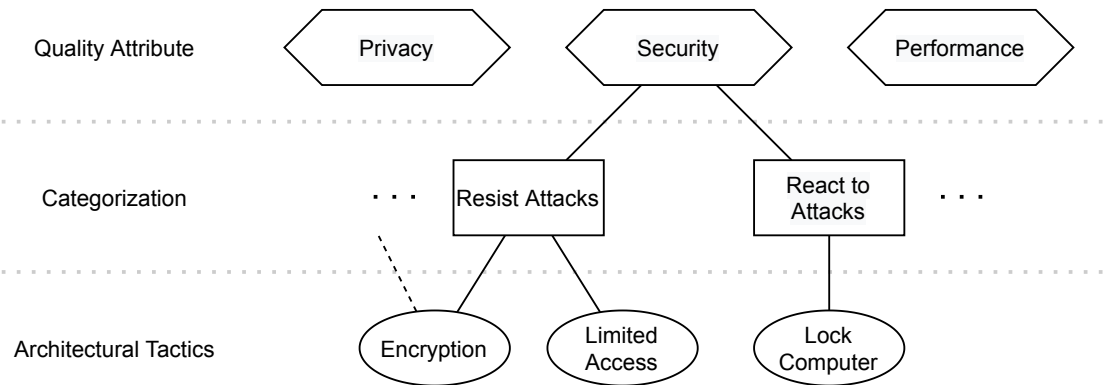 Quality Attribute
Privacy
Security
Performance
Categorization
. . .
Resist Attacks
React to
Attacks
. . .
Architectural Tactics
Encryption
Limited
Access
Lock
Computer